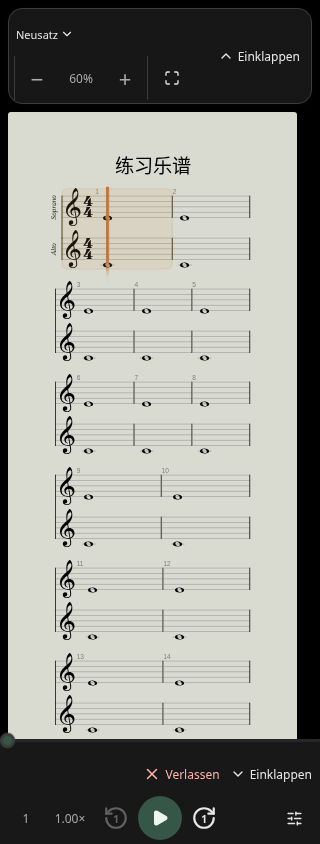 Neusatz
Einklappen
60%
练习乐谱
Soprano
Alto
1
2
3
4
5
6
7
8
9
10
11
12
13
14
Verlassen
Einklappen
1
1.00×
1
1